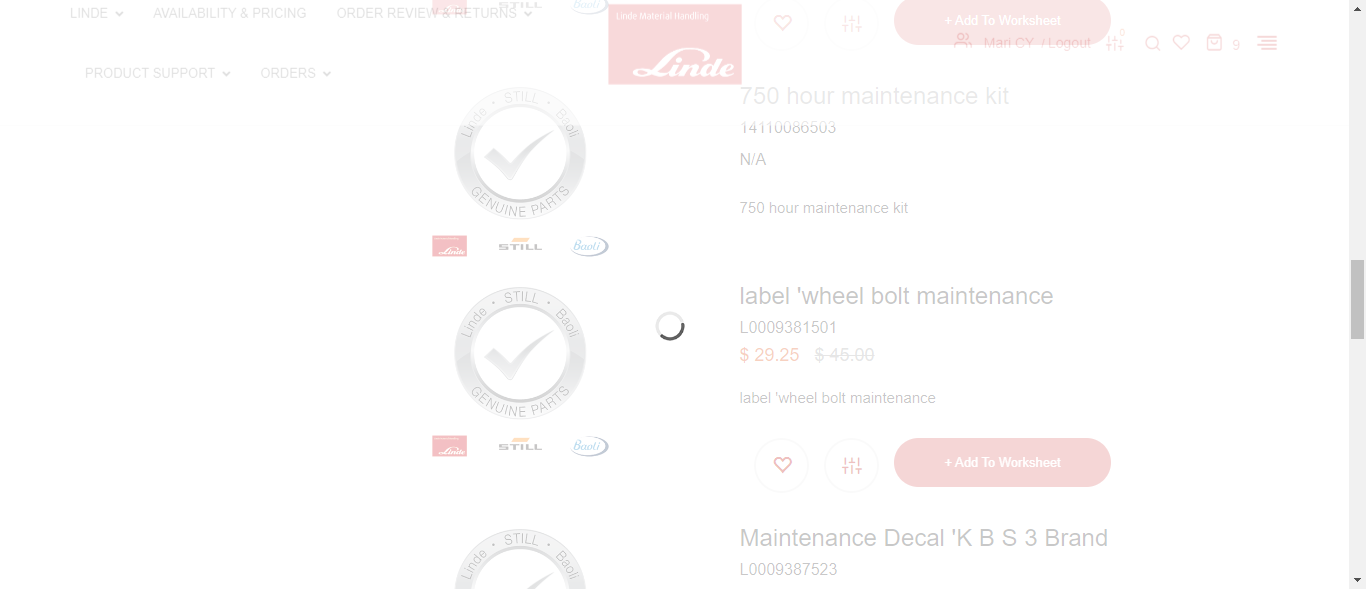 LINDE
AVAILABILITY & PRICING
ORDER REVIEW & RETURNS
PRODUCT SUPPORT
ORDERS
Linde Material Handling
Linde
+ Add To Worksheet
Mari CY / Logout
0
9
Linde • STILL • Baoli
GENUINE PARTS
Linde
STILL
Baoli
750 hour maintenance kit
14110086503
N/A
750 hour maintenance kit
Linde • STILL • Baoli
GENUINE PARTS
Linde
STILL
Baoli
label 'wheel bolt maintenance
L0009381501
$ 29.25 $ 45.00
label 'wheel bolt maintenance
+ Add To Worksheet
Linde • STILL • Baoli
Maintenance Decal 'K B S 3 Brand
L0009387523